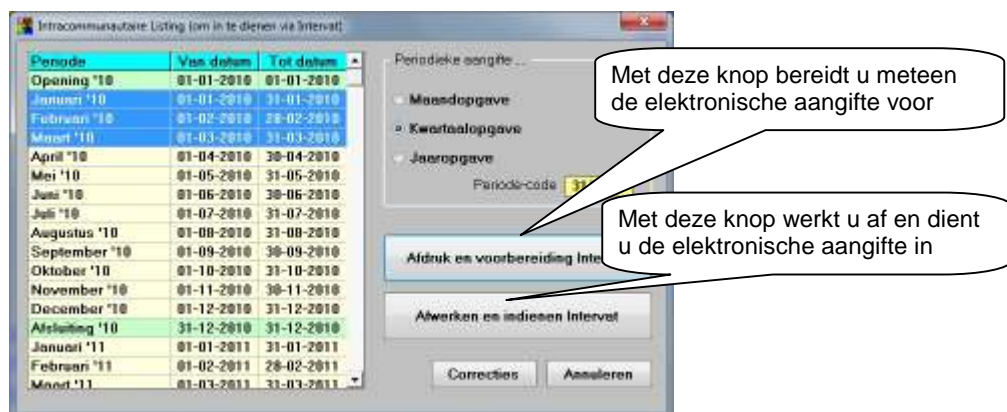 Intracommunautaire Listing (om in te dienen via Intervat)
Periode Van datum Tot datum
Opening '10 01-01-2010 01-01-2010
Januari '10 01-01-2010 31-01-2010
Februari '10 01-02-2010 28-02-2010
Maart '10 01-03-2010 31-03-2010
April '10 01-04-2010 30-04-2010
Mei '10 01-05-2010 31-05-2010
Juni '10 01-06-2010 30-06-2010
Juli '10 01-07-2010 31-07-2010
Augustus '10 01-08-2010 31-08-2010
September '10 01-09-2010 30-09-2010
Oktober '10 01-10-2010 31-10-2010
November '10 01-11-2010 30-11-2010
December '10 01-12-2010 31-12-2010
Afsluiting '10 31-12-2010 31-12-2010
Januari '11 01-01-2011 31-01-2011
Februari '11 01-02-2011 28-02-2011
Maart '11 01-03-2011 31-03-2011
Periodieke aangifte ...
Maandopgave
Kwartaalopgave
Jaaropgave
Periode-code
Afdruk en voorbereiding
Afwerken en indienen Intervat
Correcties Annuleren
Met deze knop bereidt u meteen
de elektronische aangifte voor
Met deze knop werkt u af en dient
u de elektronische aangifte in